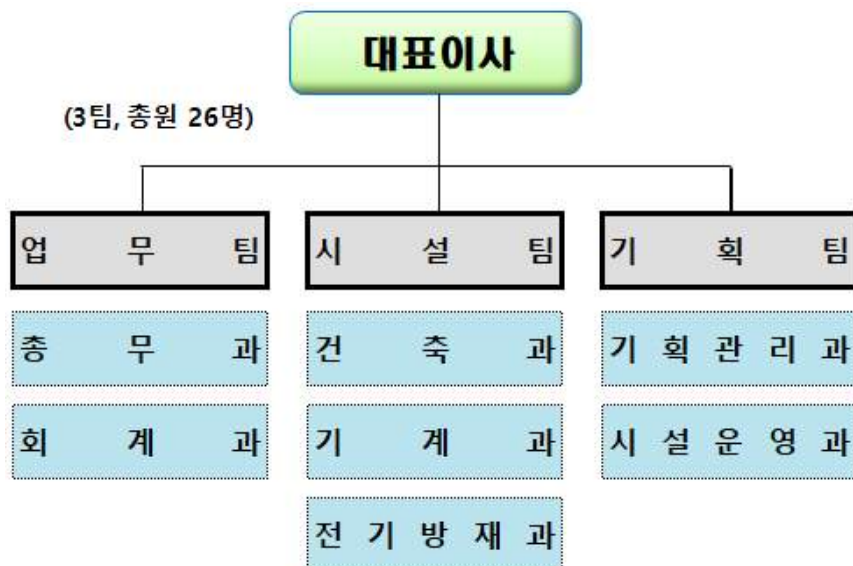 대표이사
(3팀, 총원 26명)
업 무 팀
시 설 팀
기 획 팀
총 무 과
건 축 과
기 획 관 리 과
회 계 과
기 계 과
시 설 운 영 과
전 기 방 재 과